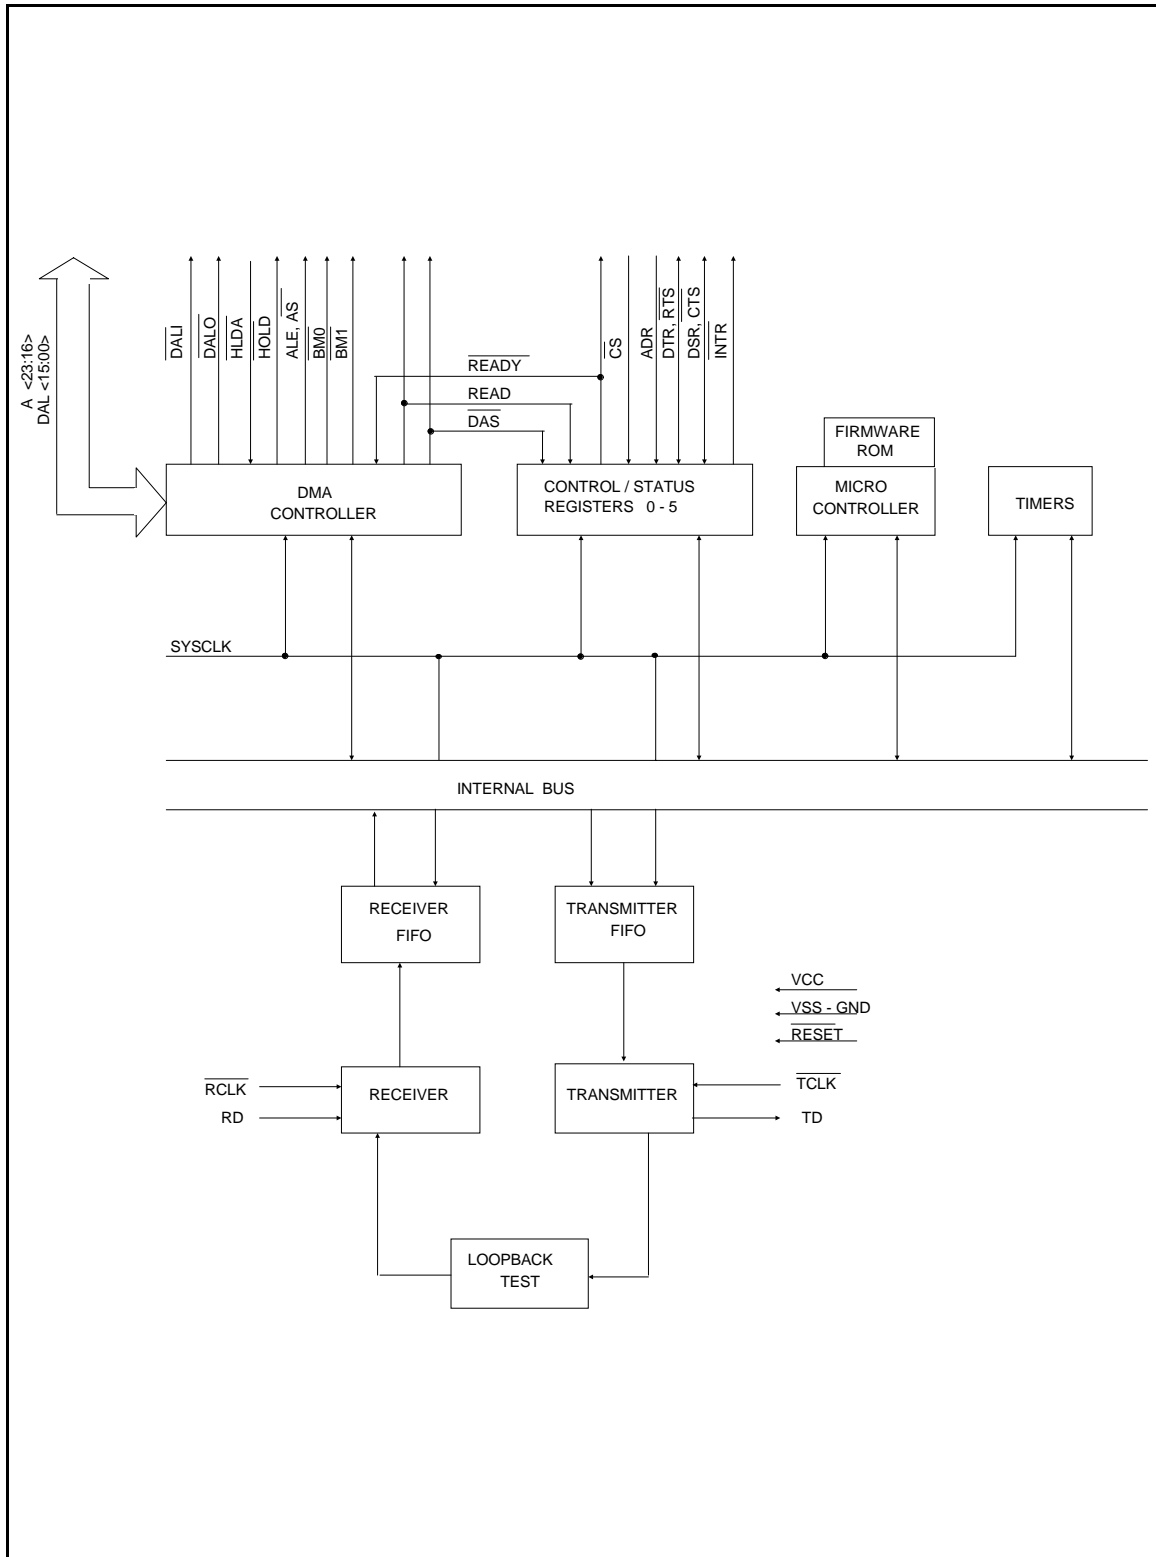 A <23:16>
DAL <15:00>
DALI
DALO
HLDA
HOLD
ALE, AS
BM0
BM1
READY
READ
DAS
CS
ADR
DTR, RTS
DSR, CTS
INTR
FIRMWARE
ROM
DMA
CONTROLLER
CONTROL / STATUS
REGISTERS 0 - 5
MICRO
CONTROLLER
TIMERS
SYSCLK
INTERNAL BUS
RECEIVER
FIFO
TRANSMITTER
FIFO
VCC
VSS - GND
RESET
RCLK
RD
RECEIVER
TRANSMITTER
TCLK
TD
LOOPBACK
TEST